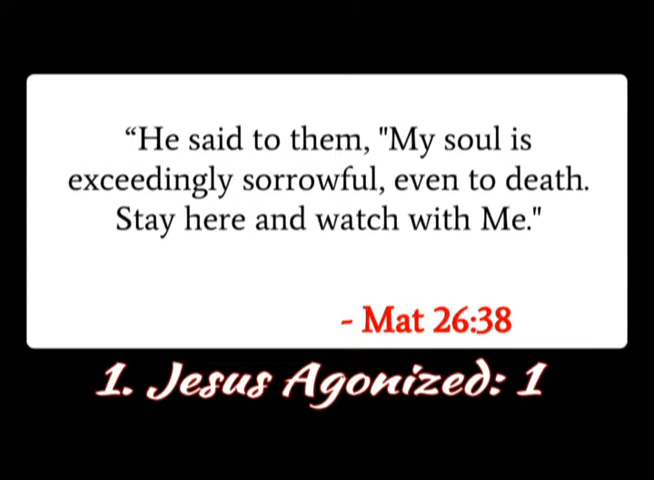 “He said to them, "My soul is
exceedingly sorrowful, even to death.
Stay here and watch with Me."
- Mat 26:38
1. Jesus Agonized: 1